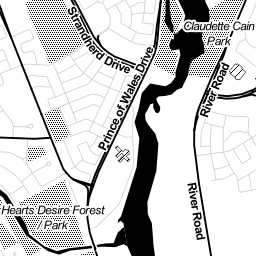 Strandherd Drive
Claudette Cain
Park
Prince of Wales Drive
River Road
Hearts Desire Forest
Park
River Road